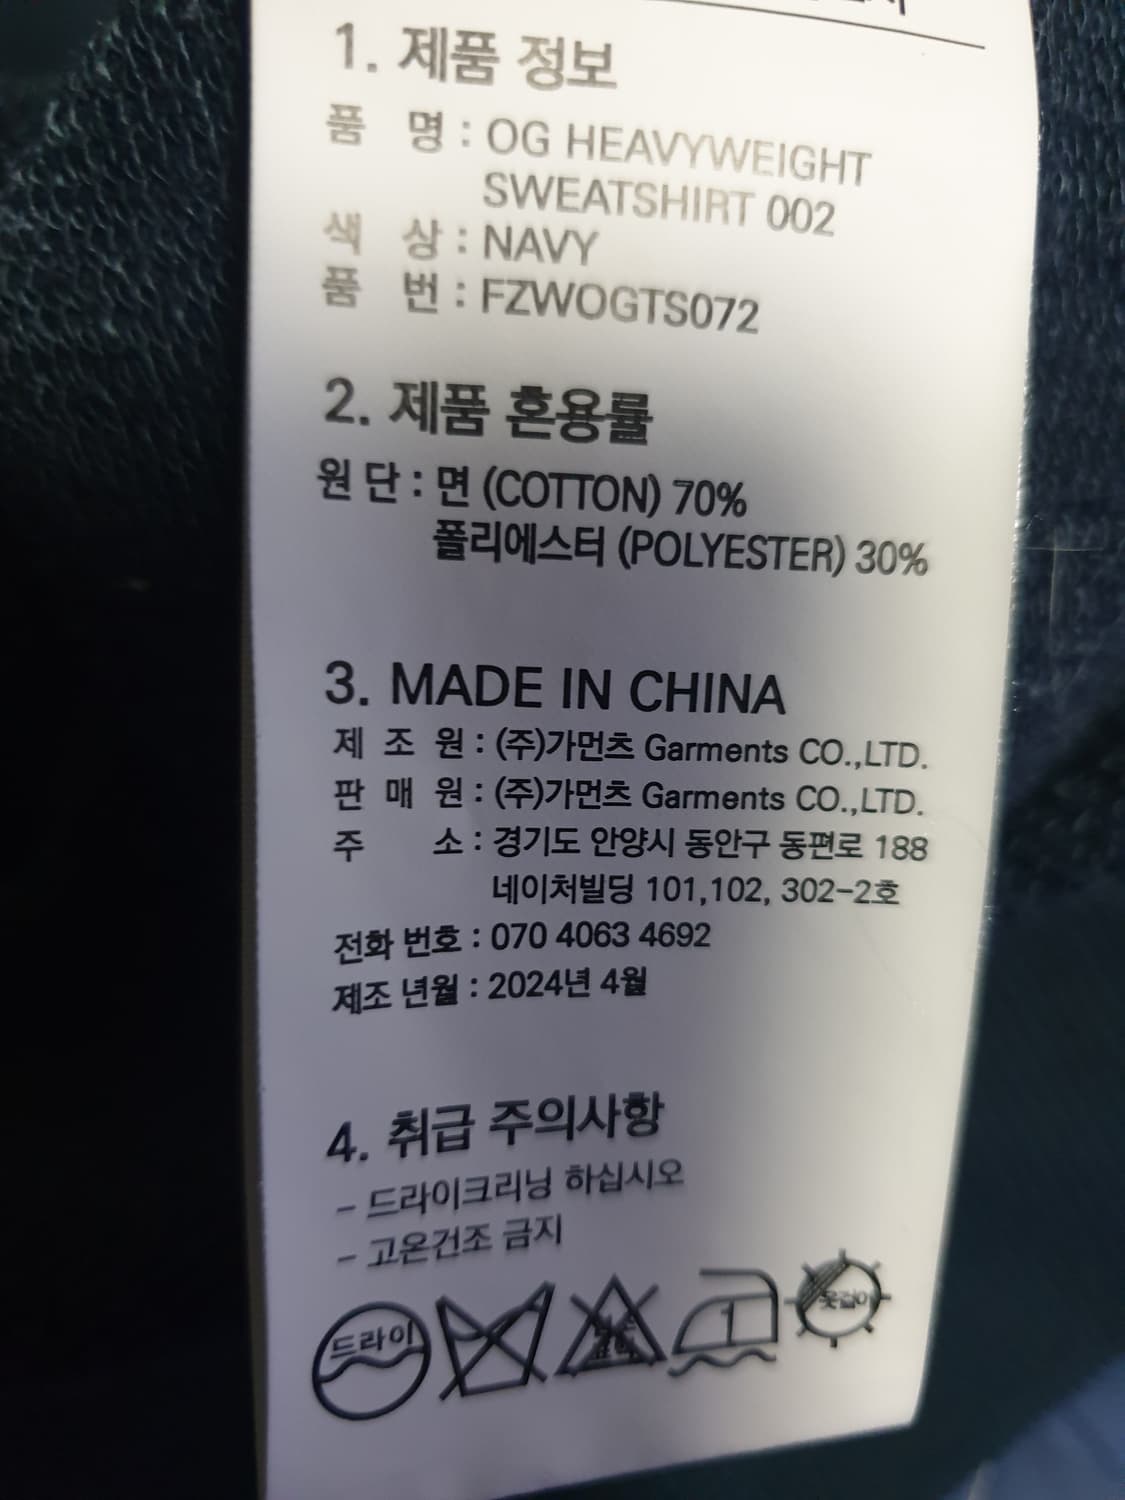 1. 제품 정보
품 명 : OG HEAVYWEIGHT
SWEATSHIRT 002
색 상 : NAVY
품 번 : FZWOGTS072
2. 제품 혼용률
원 단 : 면 (COTTON) 70%
폴리에스터 (POLYESTER) 30%
3. MADE IN CHINA
제 조 원 : (주)가먼츠 Garments CO.,LTD.
판 매 원 : (주)가먼츠 Garments CO.,LTD.
주 소 : 경기도 안양시 동안구 동편로 188
네이처빌딩 101,102, 302-2호
전화 번호 : 070 4063 4692
제조 년월 : 2024년 4월
4. 취급 주의사항
- 드라이크리닝 하십시오
- 고온건조 금지
드라이
1
옷걸이